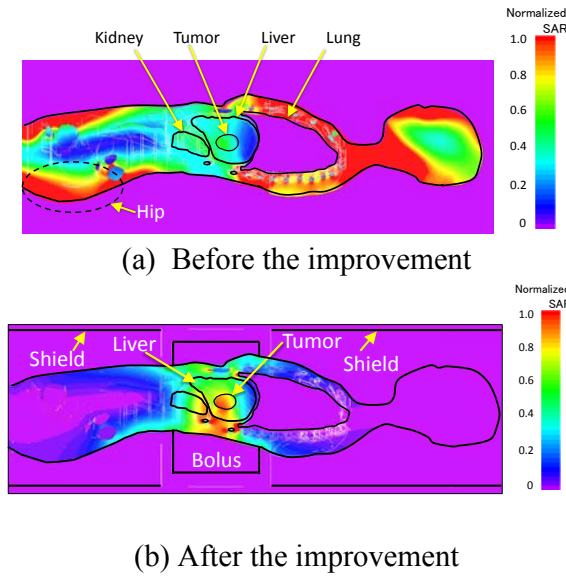 Normalized
SAR
Kidney Tumor Liver Lung
1.0
0.8
0.6
0.4
0.2
0
Hip
(a) Before the improvement
Normalized
SAR
Shield Liver Tumor Shield
1.0
0.8
0.6
0.4
0.2
0
Bolus
(b) After the improvement